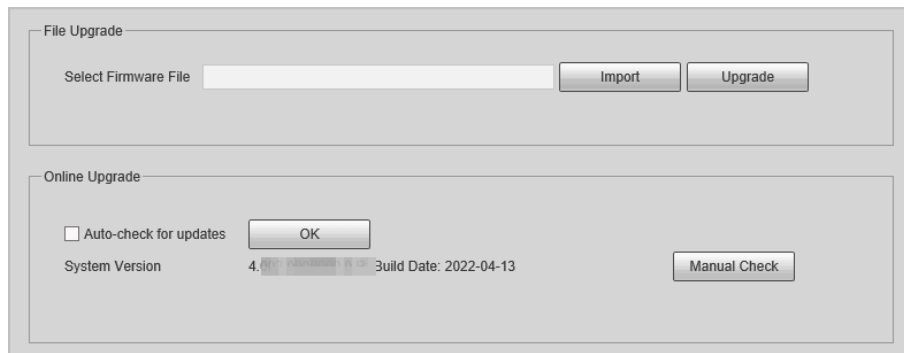 File Upgrade
Select Firmware File Import Upgrade
Online Upgrade
Auto-check for updates OK
System Version 4. Build Date: 2022-04-13 Manual Check